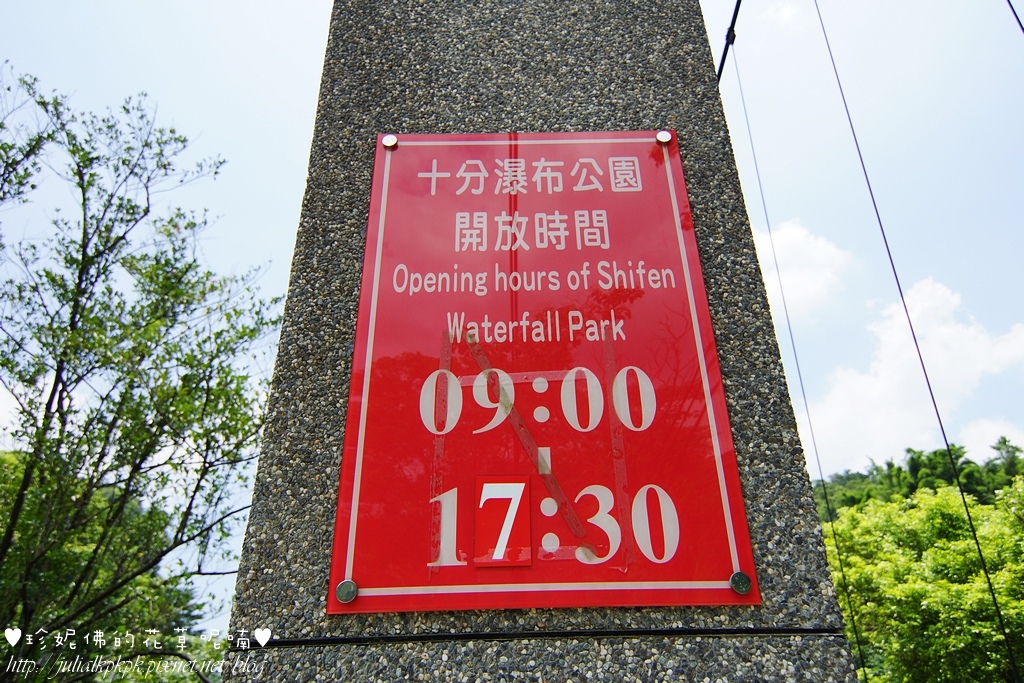 十分瀑布公園
開放時間
Opening hours of Shifen
Waterfall Park
09:00
|
17:30
♥珍妮佛的花草呢喃♥
http://julialkpkpk.pixnet.net/blog